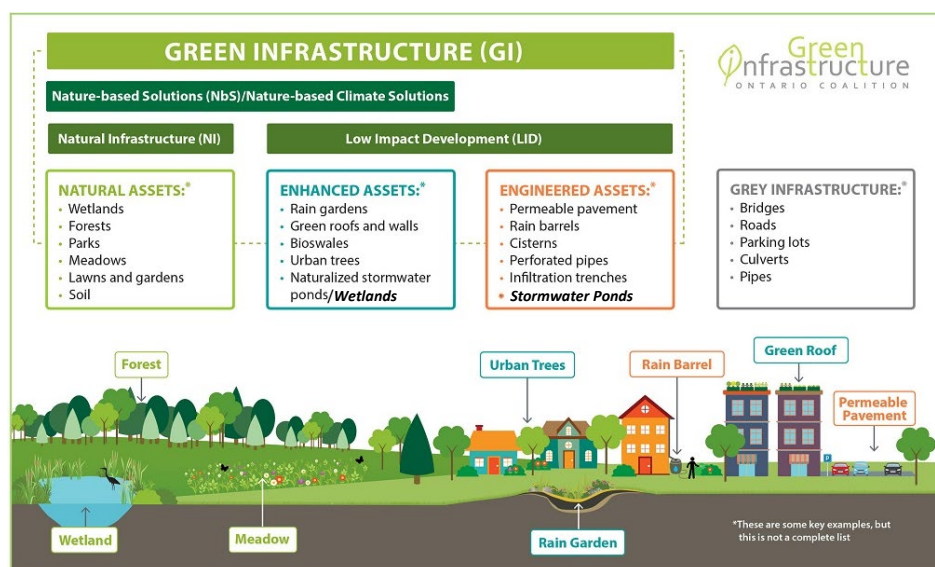 GREEN INFRASTRUCTURE (GI)
Green
infrastructure
ONTARIO COALITION
Nature-based Solutions (NbS)/Nature-based Climate Solutions
Natural Infrastructure (NI)
Low Impact Development (LID)
NATURAL ASSETS:*
• Wetlands
• Forests
• Parks
• Meadows
• Lawns and gardens
• Soil
ENHANCED ASSETS:*
• Rain gardens
• Green roofs and walls
• Bioswales
• Urban trees
• Naturalized stormwater
ponds/Wetlands
ENGINEERED ASSETS:*
• Permeable pavement
• Rain barrels
• Cisterns
• Perforated pipes
• Infiltration trenches
• Stormwater Ponds
GREY INFRASTRUCTURE:*
• Bridges
• Roads
• Parking lots
• Culverts
• Pipes
Forest
Urban Trees
Rain Barrel
Green Roof
Permeable
Pavement
P
Wetland
Meadow
Rain Garden
*These are some key examples, but
this is not a complete list